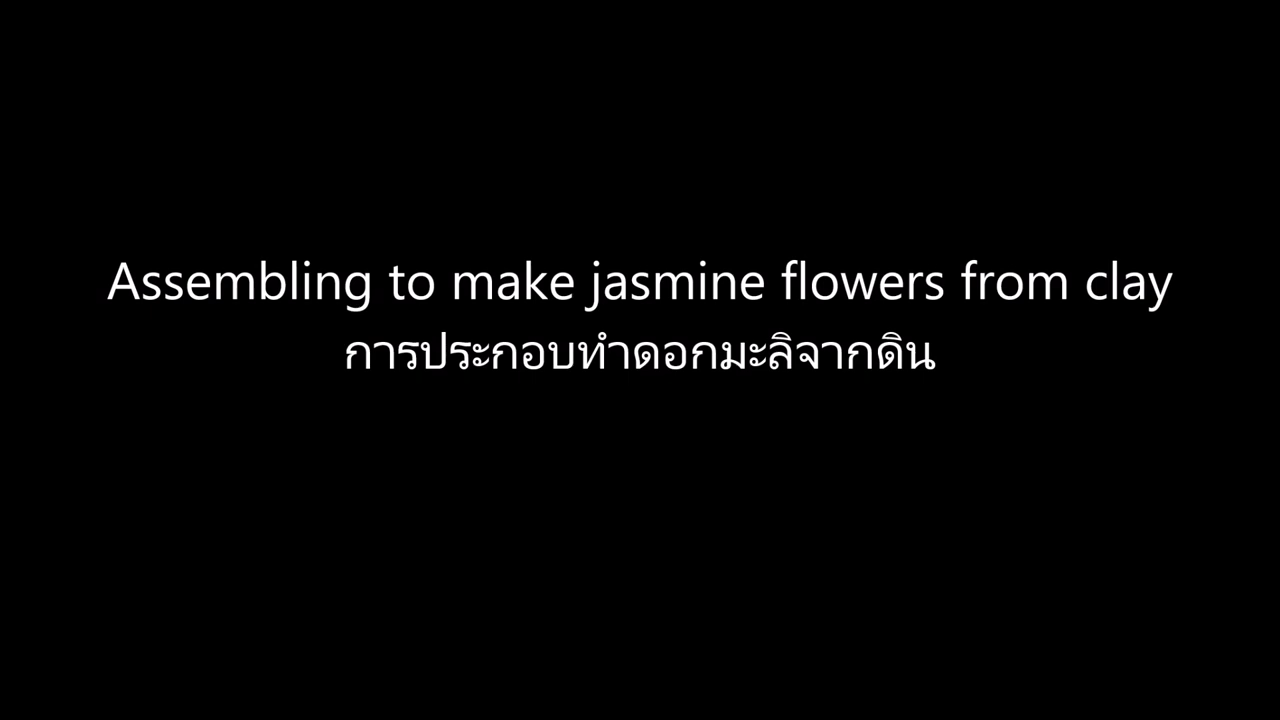 Assembling to make jasmine flowers from clay
การประกอบทำดอกมะลิจากดิน